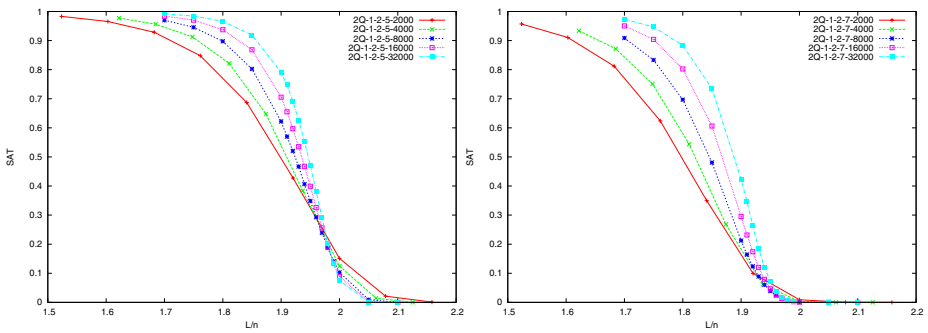 1
0.9
0.8
0.7
0.6
0.5
0.4
0.3
0.2
0.1
0
SAT
1.5
1.6
1.7
1.8
1.9
2
2.1
2.2
L/n
2Q-1-2-5-2000
2Q-1-2-5-4000
2Q-1-2-5-8000
2Q-1-2-5-16000
2Q-1-2-5-32000
1
0.9
0.8
0.7
0.6
0.5
0.4
0.3
0.2
0.1
0
SAT
1.5
1.6
1.7
1.8
1.9
2
2.1
2.2
L/n
2Q-1-2-7-2000
2Q-1-2-7-4000
2Q-1-2-7-8000
2Q-1-2-7-16000
2Q-1-2-7-32000